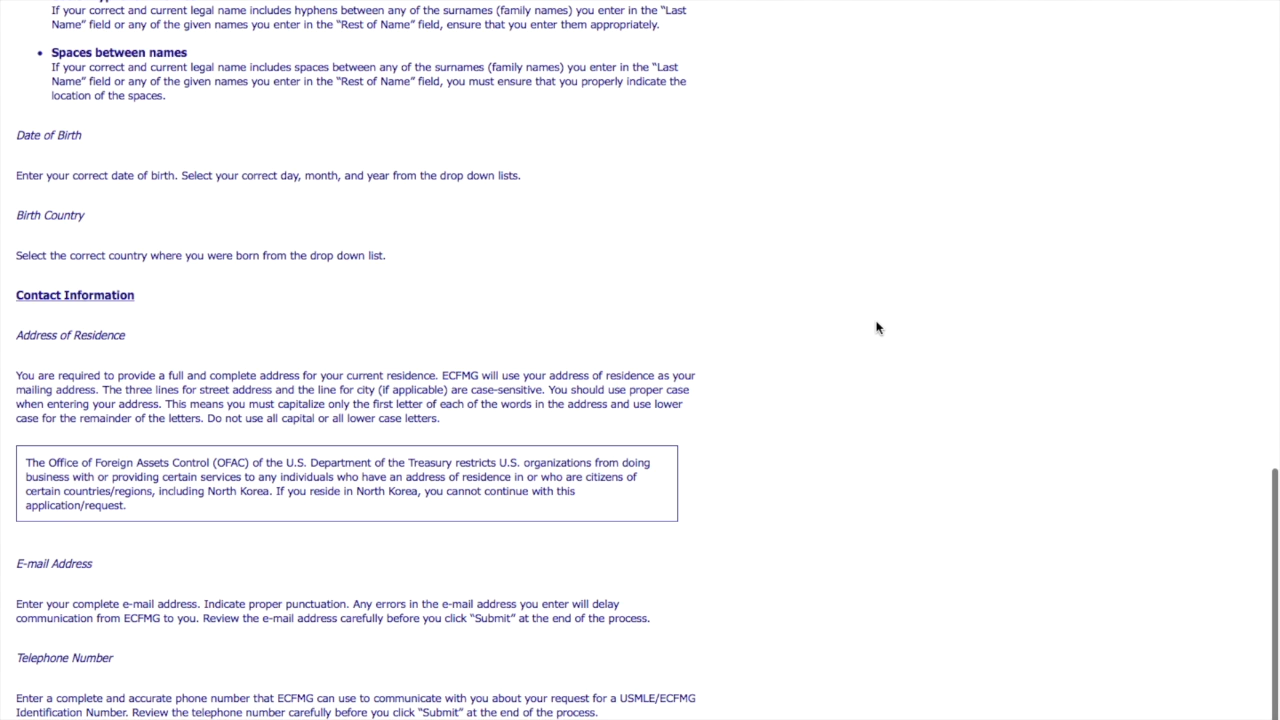 If your correct and current legal name includes hyphens between any of the surnames (family names) you enter in the “Last
Name” field or any of the given names you enter in the “Rest of Name” field, ensure that you enter them appropriately.
• Spaces between names
If your correct and current legal name includes spaces between any of the surnames (family names) you enter in the “Last
Name” field or any of the given names you enter in the “Rest of Name” field, you must ensure that you properly indicate the
location of the spaces.
Date of Birth
Enter your correct date of birth. Select your correct day, month, and year from the drop down lists.
Birth Country
Select the correct country where you were born from the drop down list.
Contact Information
Address of Residence
You are required to provide a full and complete address for your current residence. ECFMG will use your address of residence as your
mailing address. The three lines for street address and the line for city (if applicable) are case-sensitive. You should use proper case
when entering your address. This means you must capitalize only the first letter of each of the words in the address and use lower
case for the remainder of the letters. Do not use all capital or all lower case letters.
The Office of Foreign Assets Control (OFAC) of the U.S. Department of the Treasury restricts U.S. organizations from doing
business with or providing certain services to any individuals who have an address of residence in or who are citizens of
certain countries/regions, including North Korea. If you reside in North Korea, you cannot continue with this
application/request.
E-mail Address
Enter your complete e-mail address. Indicate proper punctuation. Any errors in the e-mail address you enter will delay
communication from ECFMG to you. Review the e-mail address carefully before you click “Submit” at the end of the process.
Telephone Number
Enter a complete and accurate phone number that ECFMG can use to communicate with you about your request for a USMLE/ECFMG
Identification Number. Review the telephone number carefully before you click “Submit” at the end of the process.